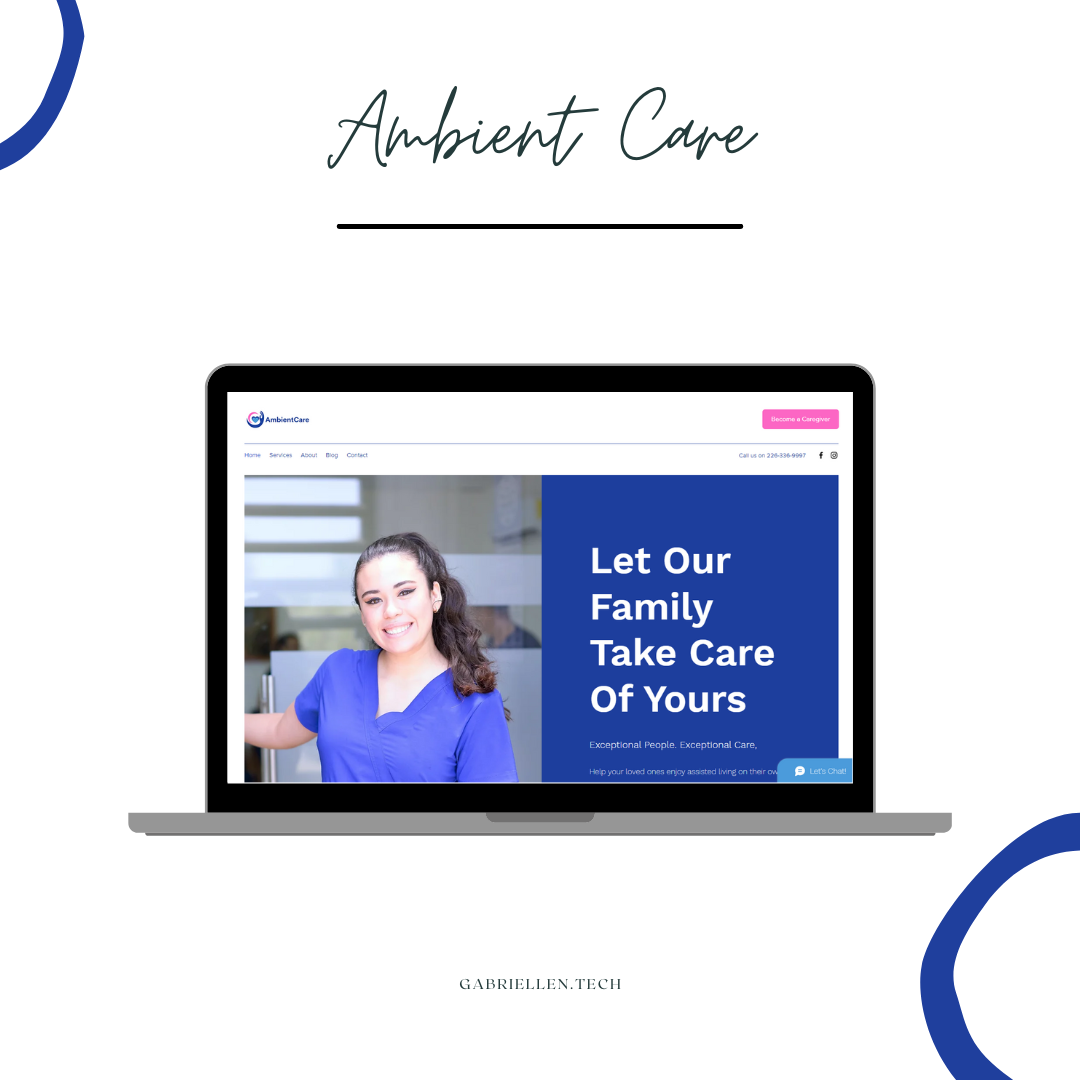 Ambient Care
AmbientCare
Become a Caregiver
Home Services About Blog Contact
Call us on 226-336-9997
Let Our
Family
Take Care
Of Yours
Exceptional People. Exceptional Care,
Help your loved ones enjoy assisted living on their ow
Let's Chat!
GABRIELLEN.TECH